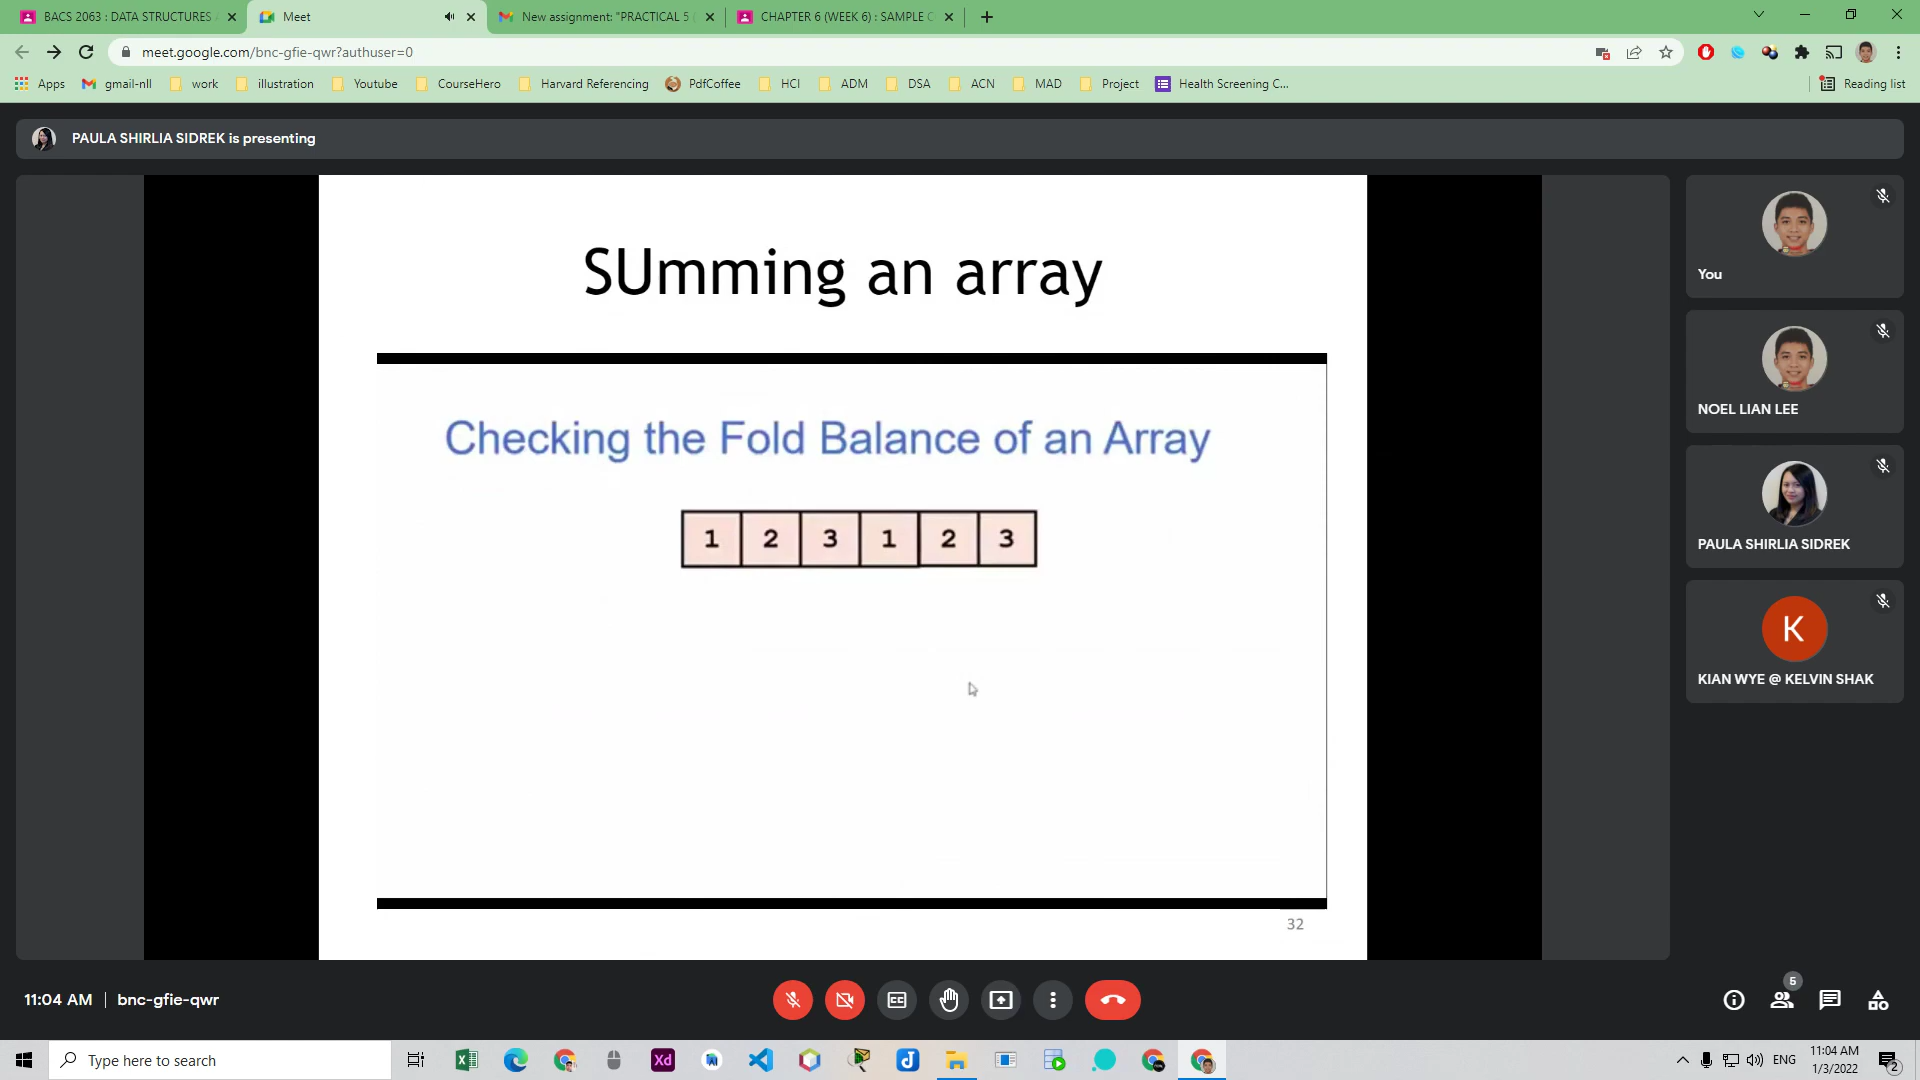 BACS 2063 : DATA STRUCTURES
Meet
New assignment: "PRACTICAL 5
CHAPTER 6 (WEEK 6) : SAMPLE
meet.google.com/bnc-gfie-qwr?authuser=0
Apps
gmail-nll
work
illustration
Youtube
CourseHero
Harvard Referencing
PdfCoffee
HCI
ADM
DSA
ACN
MAD
Project
Health Screening C...
Reading list
PAULA SHIRLIA SIDREK is presenting
SUmming an array
Checking the Fold Balance of an Array
1 2 3 1 2 3
32
You
NOEL LIAN LEE
PAULA SHIRLIA SIDREK
K
KIAN WYE @ KELVIN SHAK
11:04 AM | bnc-gfie-qwr
5
Type here to search
Xd
ENG
11:04 AM
1/3/2022
2